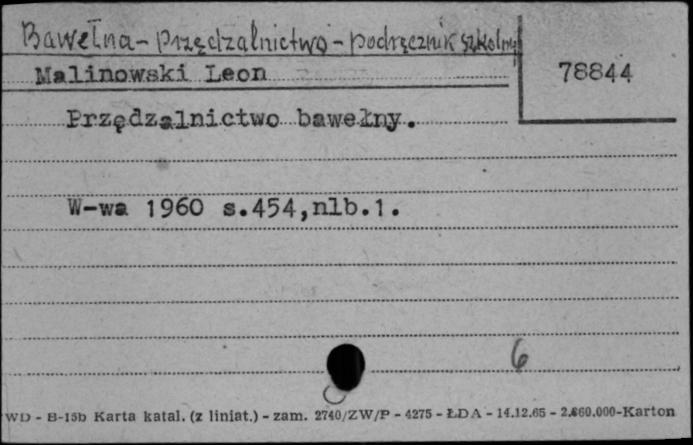 Bawełna - Przędzalnictwo - podręcznik szkolny
Malinowski Leon
78844
Przędzalnictwo bawełny.
W-wa 1960 s.454,nlb.1.
6
WD - B-15b Karta katal. (z liniat.) - zam. 2740/ZW/P - 4275 - ŁDA - 14.12.65 - 2.860.000-Karton